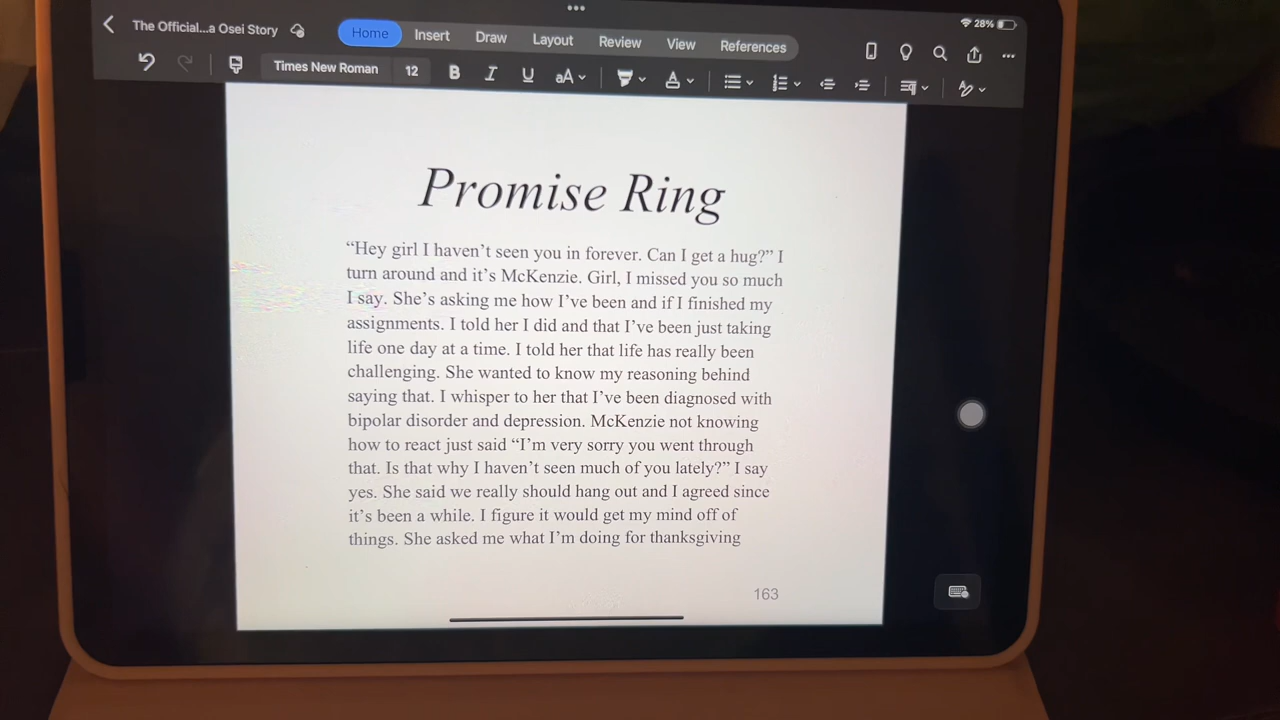 The Official...a Osei Story
Home
Insert
Draw
Layout
Review
View
References
28%
Times New Roman
12
B
I
U
aA
A
Promise Ring
“Hey girl I haven’t seen you in forever. Can I get a hug?” I
turn around and it’s McKenzie. Girl, I missed you so much
I say. She’s asking me how I’ve been and if I finished my
assignments. I told her I did and that I’ve been just taking
life one day at a time. I told her that life has really been
challenging. She wanted to know my reasoning behind
saying that. I whisper to her that I’ve been diagnosed with
bipolar disorder and depression. McKenzie not knowing
how to react just said “I’m very sorry you went through
that. Is that why I haven’t seen much of you lately?” I say
yes. She said we really should hang out and I agreed since
it’s been a while. I figure it would get my mind off of
things. She asked me what I’m doing for thanksgiving
163